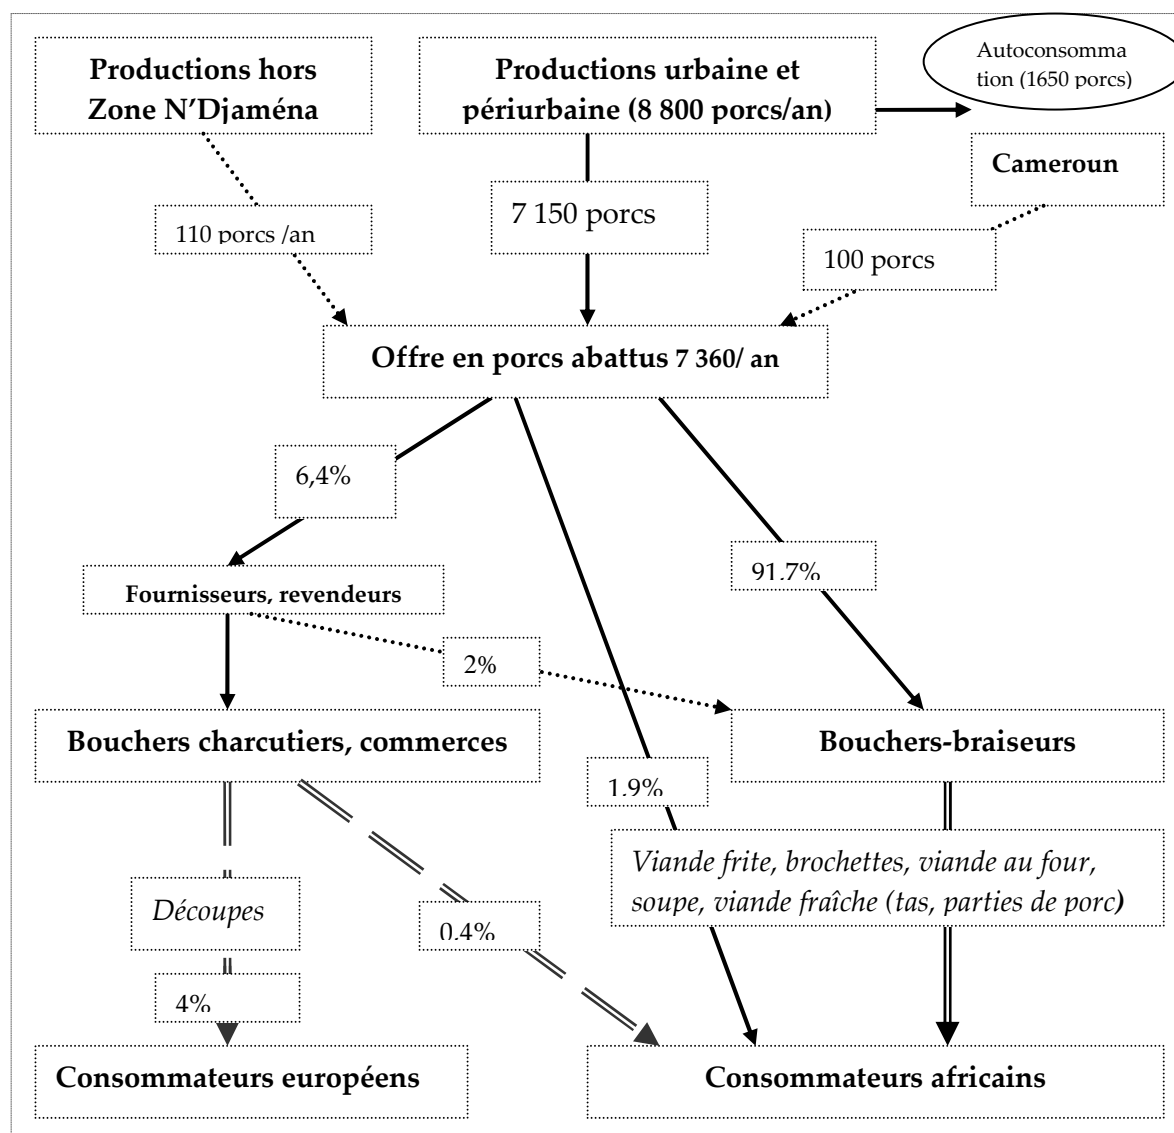 Productions hors
Zone N'Djaména
Productions urbaine et
périurbaine (8 800 porcs/an)
Autoconsomma
tion (1650 porcs)
Cameroun
110 porcs /an
7 150 porcs
100 porcs
Offre en porcs abattus 7 360/ an
6,4%
91,7%
Fournisseurs, revendeurs
2%
Bouchers charcutiers, commerces
Bouchers-braiseurs
1,9%
Viande frite, brochettes, viande au four,
soupe, viande fraîche (tas, parties de porc)
Découpes
0,4%
4%
Consommateurs européens
Consommateurs africains